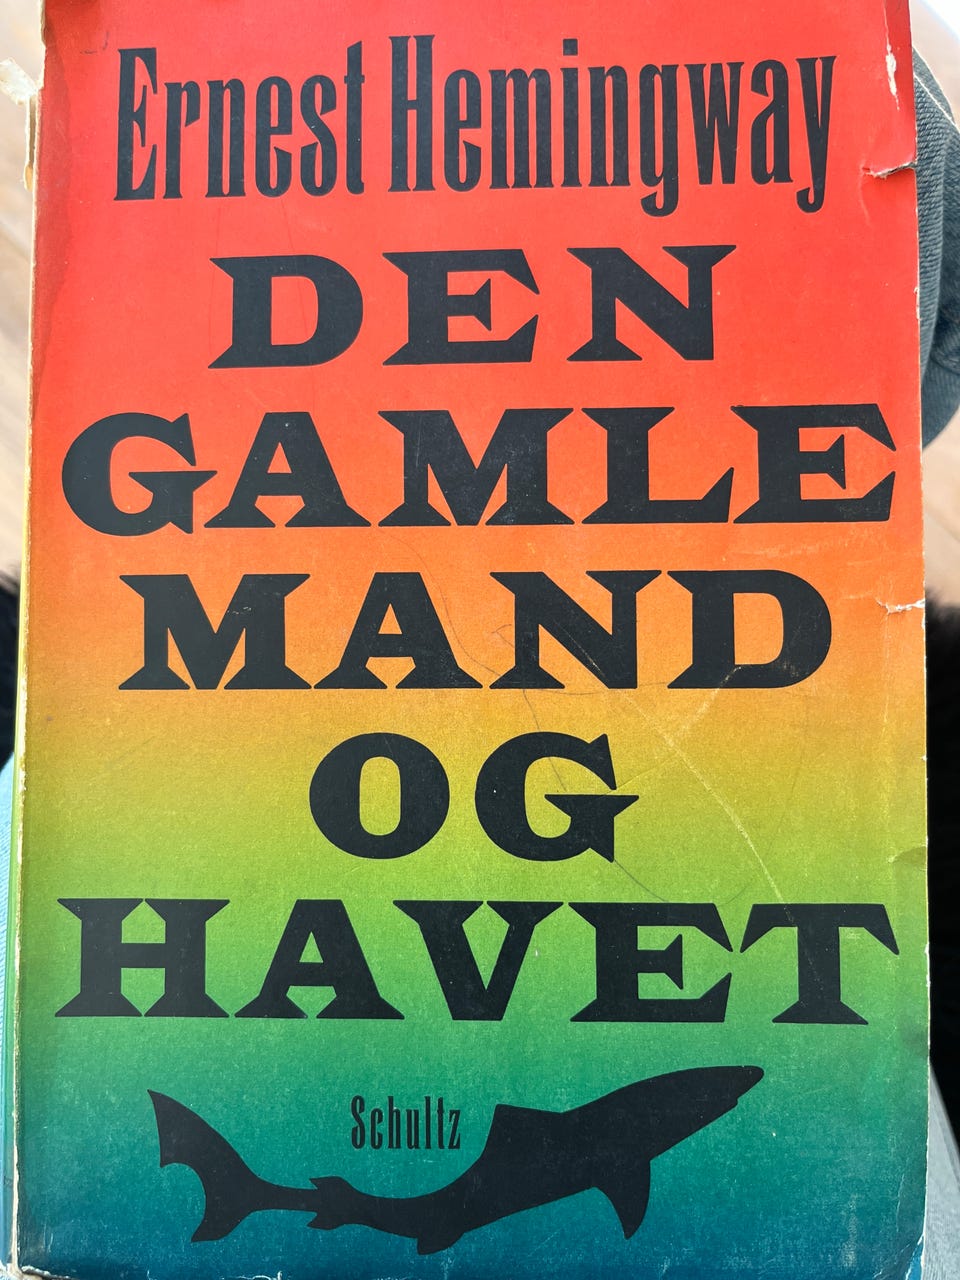 Ernest Hemingway
DEN
GAMLE
MAND
OG
HAVET
Schultz